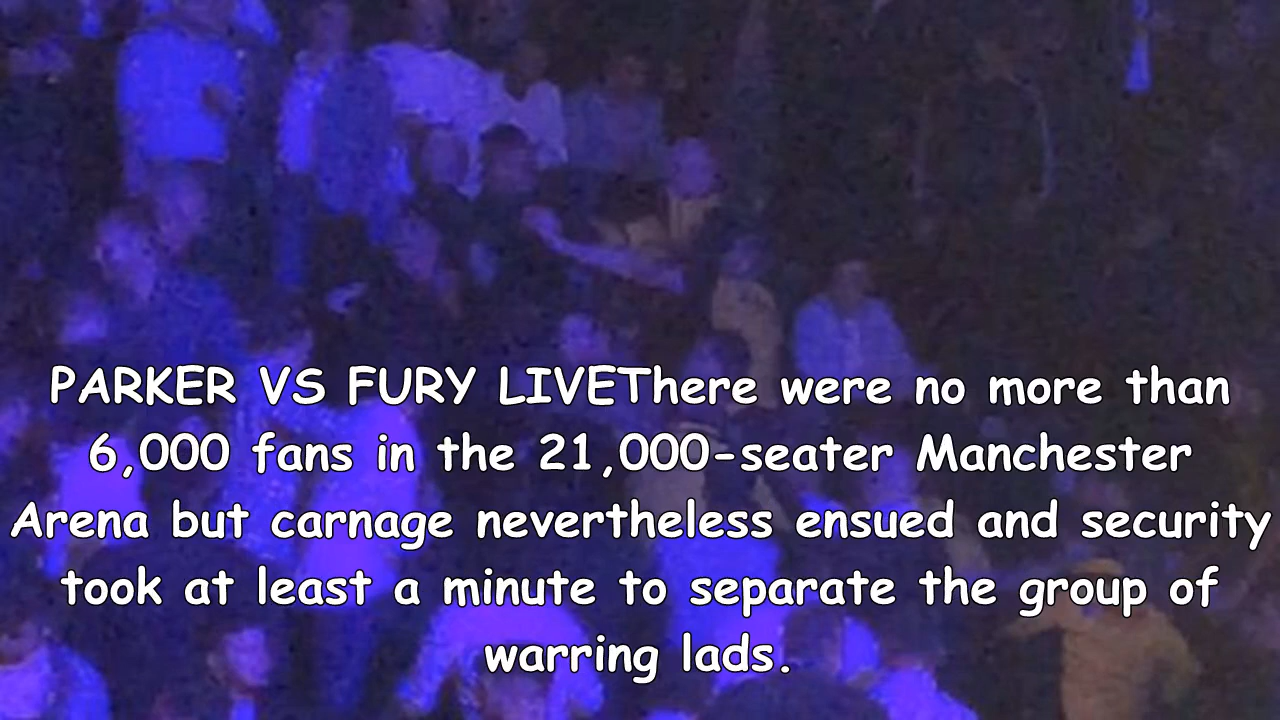 PARKER VS FURY LIVEThere were no more than
6,000 fans in the 21,000-seater Manchester
Arena but carnage nevertheless ensued and security
took at least a minute to separate the group of
warring lads.